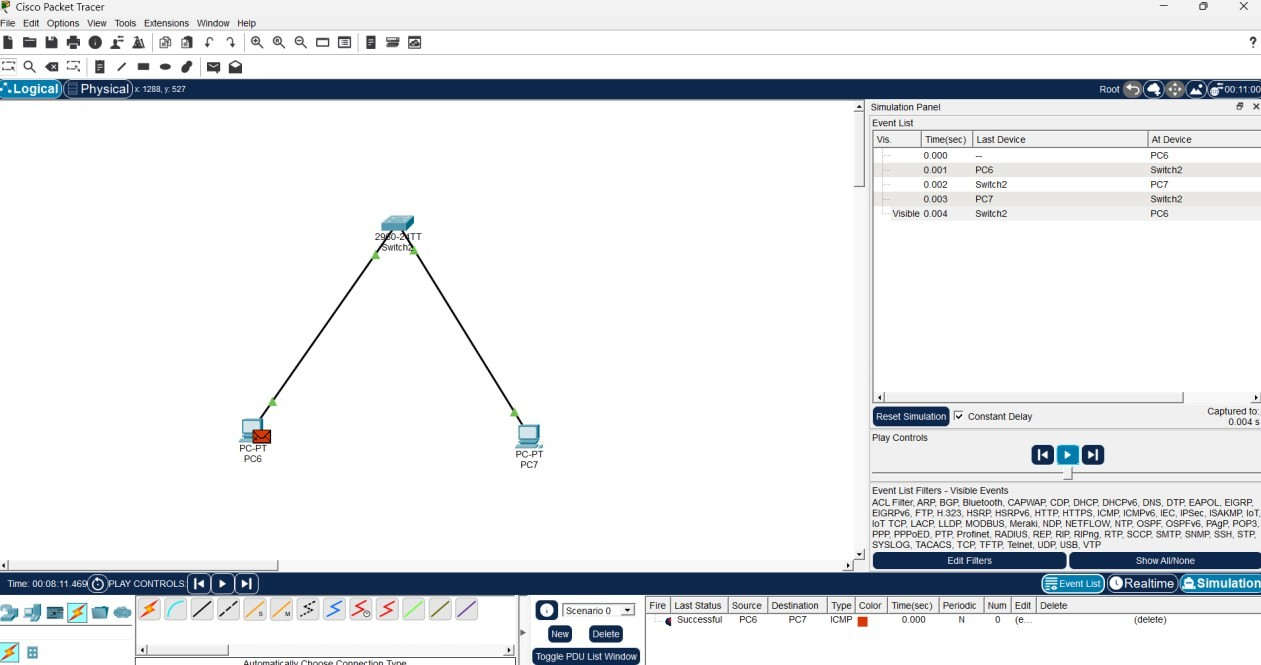 Cisco Packet Tracer
File Edit Options View Tools Extensions Window Help
?
Logical Physical x: 1288, y: 527 Root 00:11:00
Simulation Panel
Event List
Vis. Time(sec) Last Device At Device
0.000 -- PC6
0.001 PC6 Switch2
0.002 Switch2 PC7
0.003 PC7 Switch2
Visible 0.004 Switch2 PC6
2960-24TT
Switch2
PC-PT
PC6
PC-PT
PC7
Reset Simulation Constant Delay Captured to:
0.004 s
Play Controls
Event List Filters - Visible Events
ACL Filter, ARP, BGP, Bluetooth, CAPWAP, CDP, DHCP, DHCPv6, DNS, DTP, EAPOL, EIGRP,
EIGRPv6, FTP, H.323, HSRP, HSRPv6, HTTP, HTTPS, ICMP, ICMPv6, IEC, IPSec, ISAKMP, IoT,
IoT TCP, LACP, LLDP, MODBUS, Meraki, NDP, NETFLOW, NTP, OSPF, OSPFv6, PAgP, POP3,
PPP, PPPoED, PTP, Profinet, RADIUS, REP, RIP, RIPng, RTP, SCCP, SMTP, SNMP, SSH, STP,
SYSLOG, TACACS, TCP, TFTP, Telnet, UDP, USB, VTP
Edit Filters Show All/None
Time: 00:08:11.469 PLAY CONTROLS: Event List Realtime Simulation
Scenario 0
New Delete
Toggle PDU List Window
Fire Last Status Source Destination Type Color Time(sec) Periodic Num Edit Delete
Successful PC6 PC7 ICMP 0.000 N 0 (e... (delete)
Automatically Choose Connection Type